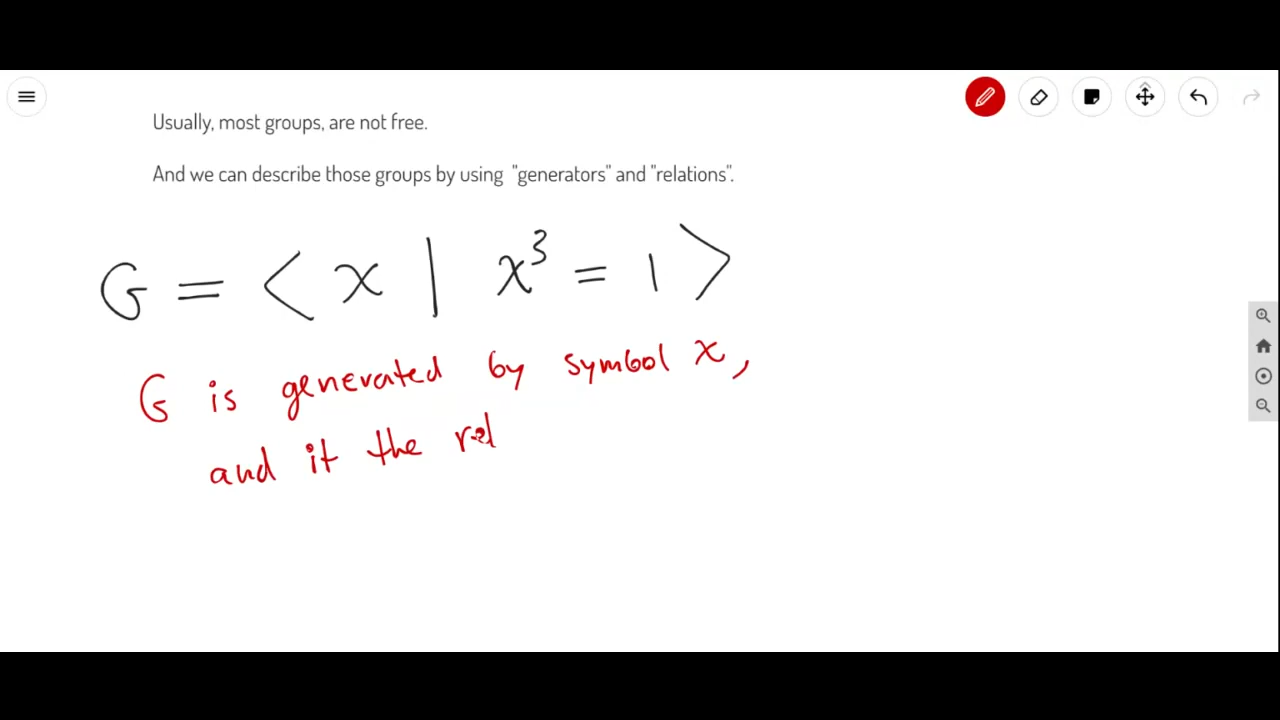 Usually, most groups, are not free.
And we can describe those groups by using "generators" and "relations".
G = < x | x³ = 1 >
G is generated by symbol x,
and it the rel